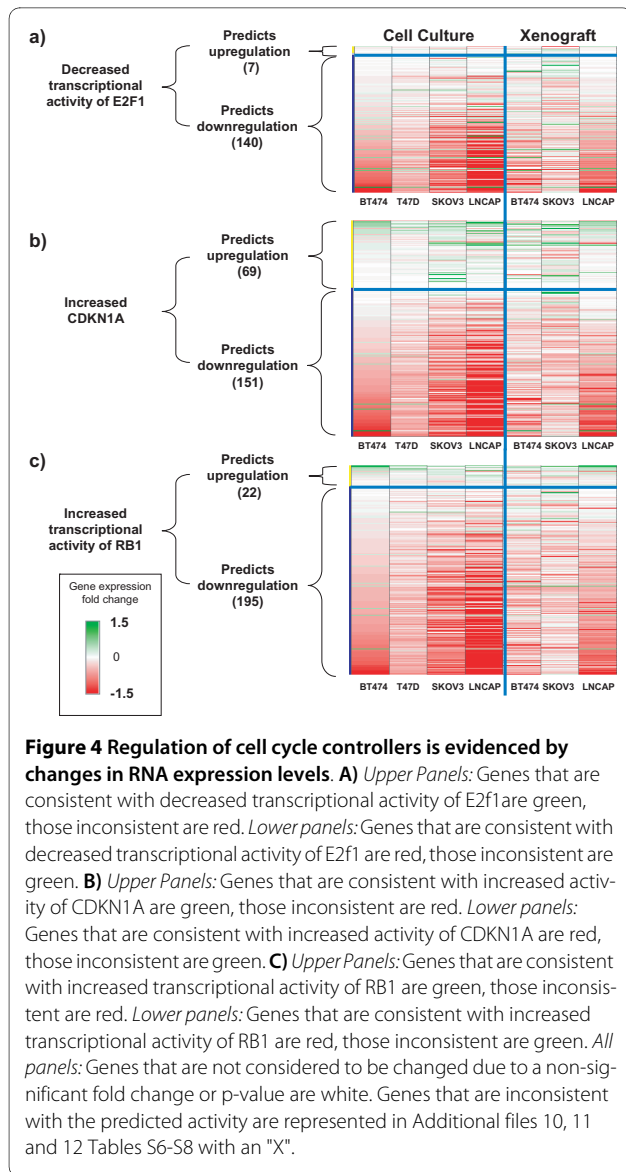 a)
Cell Culture
Xenograft
Predicts
upregulation
(7)
Decreased
transcriptional
activity of E2F1
Predicts
downregulation
(140)
BT474 T47D SKOV3 LNCAP BT474 SKOV3 LNCAP
b)
Predicts
upregulation
(69)
Increased
CDKN1A
Predicts
downregulation
(151)
BT474 T47D SKOV3 LNCAP BT474 SKOV3 LNCAP
c)
Predicts
upregulation
(22)
Increased
transcriptional
activity of RB1
Predicts
downregulation
(195)
Gene expression
fold change
1.5
0
-1.5
BT474 T47D SKOV3 LNCAP BT474 SKOV3 LNCAP
Figure 4 Regulation of cell cycle controllers is evidenced by
changes in RNA expression levels. A) Upper Panels: Genes that are
consistent with decreased transcriptional activity of E2f1are green,
those inconsistent are red. Lower panels: Genes that are consistent with
decreased transcriptional activity of E2f1 are red, those inconsistent are
green. B) Upper Panels: Genes that are consistent with increased activ-
ity of CDKN1A are green, those inconsistent are red. Lower panels:
Genes that are consistent with increased activity of CDKN1A are red,
those inconsistent are green. C) Upper Panels: Genes that are consistent
with increased transcriptional activity of RB1 are green, those inconsis-
tent are red. Lower panels: Genes that are consistent with increased
transcriptional activity of RB1 are red, those inconsistent are green. All
panels: Genes that are not considered to be changed due to a non-sig-
nificant fold change or p-value are white. Genes that are inconsistent
with the predicted activity are represented in Additional files 10, 11
and 12 Tables S6-S8 with an "X".